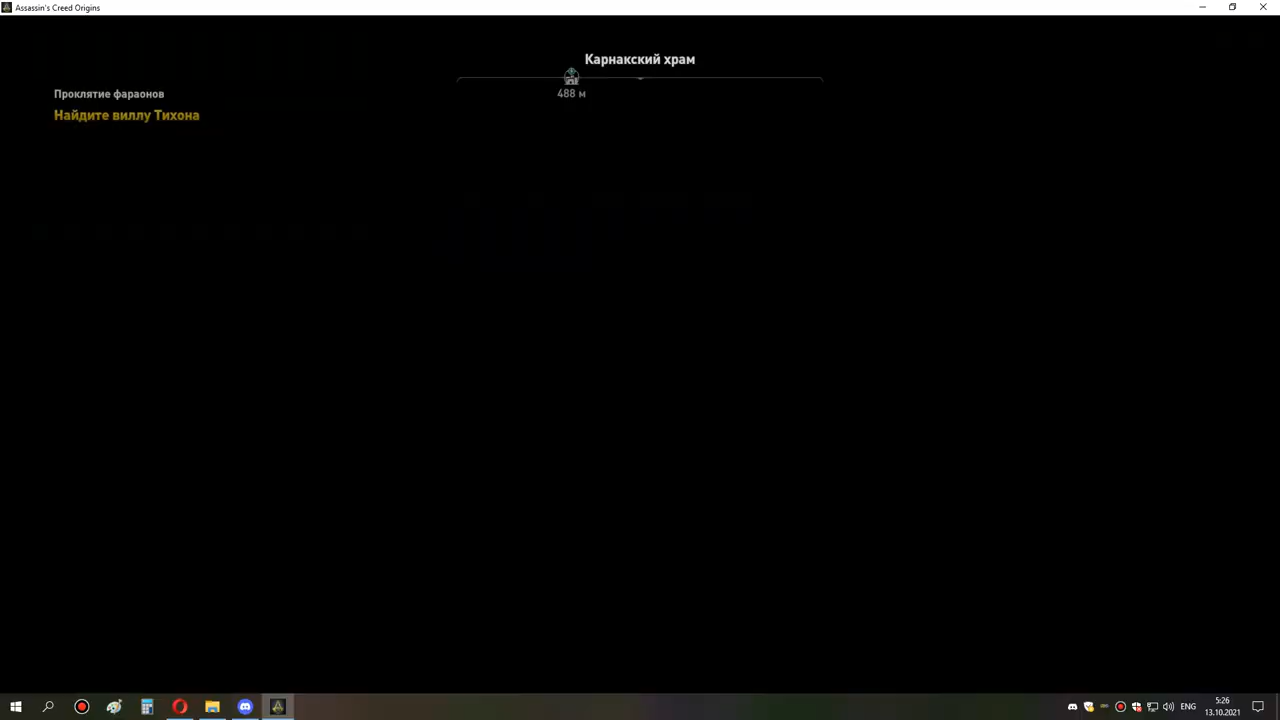 Assassin's Creed Origins
Карнакский храм
488 м
Проклятие фараонов
Найдите виллу Тихона
ENG
5:26
13.10.2021